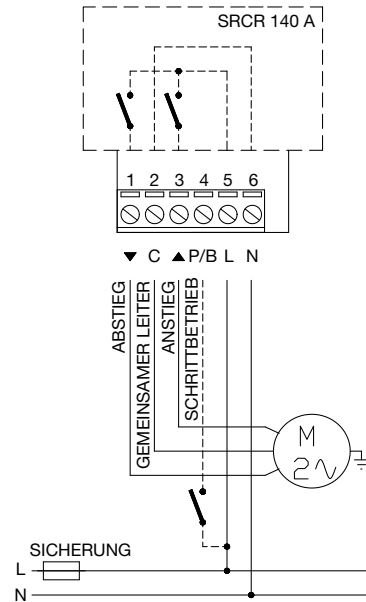 SRCR 140 A
1 2 3 4 5 6
▼ C ▲ P/B L N
ABSTIEG
GEMEINSAMER LEITER
ANSTIEG
SCHRITTBETRIEB
M
2∿
SICHERUNG
L
N